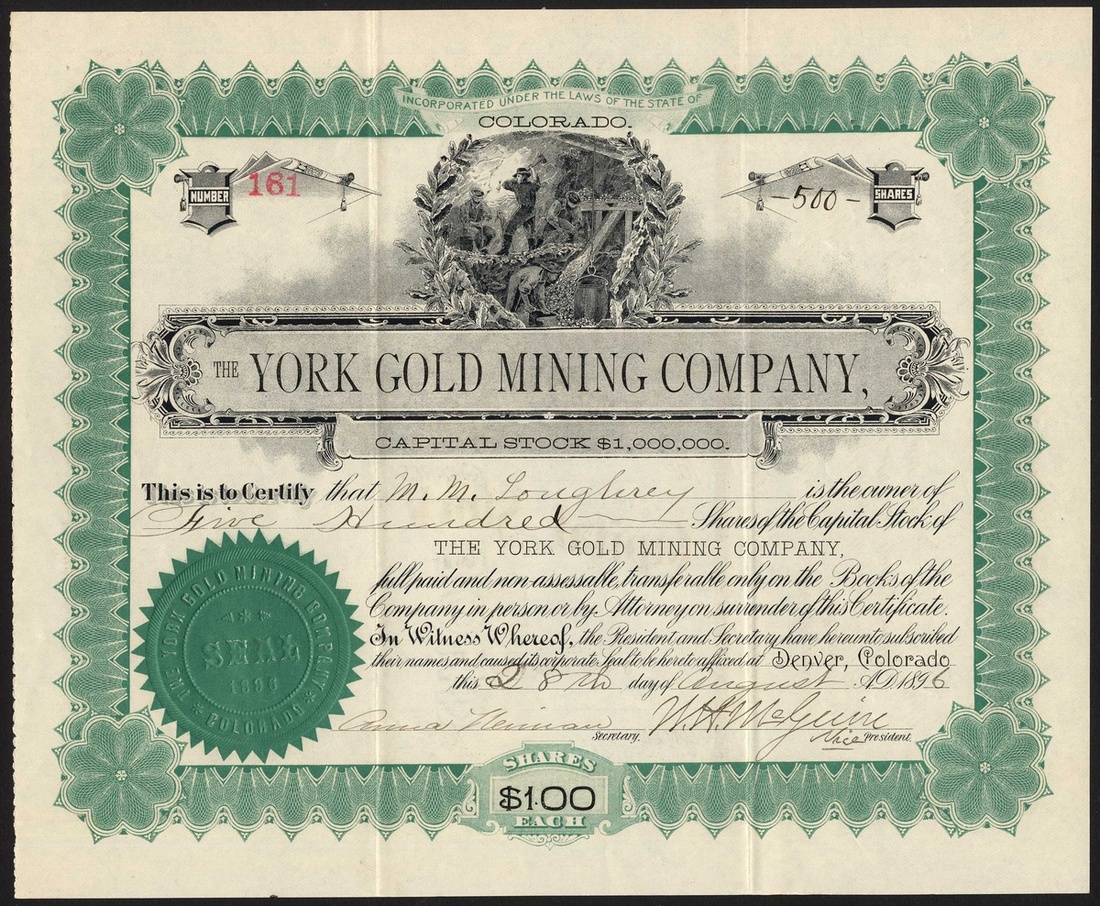 INCORPORATED UNDER THE LAWS OF THE STATE OF
COLORADO.
NUMBER 161
-500- SHARES
THE YORK GOLD MINING COMPANY,
CAPITAL STOCK $1,000,000.
This is to Certify that M. M. Loughrey is the owner of
Five Hundred Shares of the Capital Stock of
THE YORK GOLD MINING COMPANY,
full paid and non-assessable, transferable only on the Books of the
Company in person or by Attorney on surrender of this Certificate.
In Witness Whereof, the President and Secretary have hereunto subscribed
their names and caused its corporate Seal to be hereto affixed at Denver, Colorado
this 28th day of August A.D. 1896
Anna W. H. McGuire
Secretary. Vice President.
THE YORK GOLD MINING COMPANY
SEAL
COLORADO
SHARES
$1.00
EACH